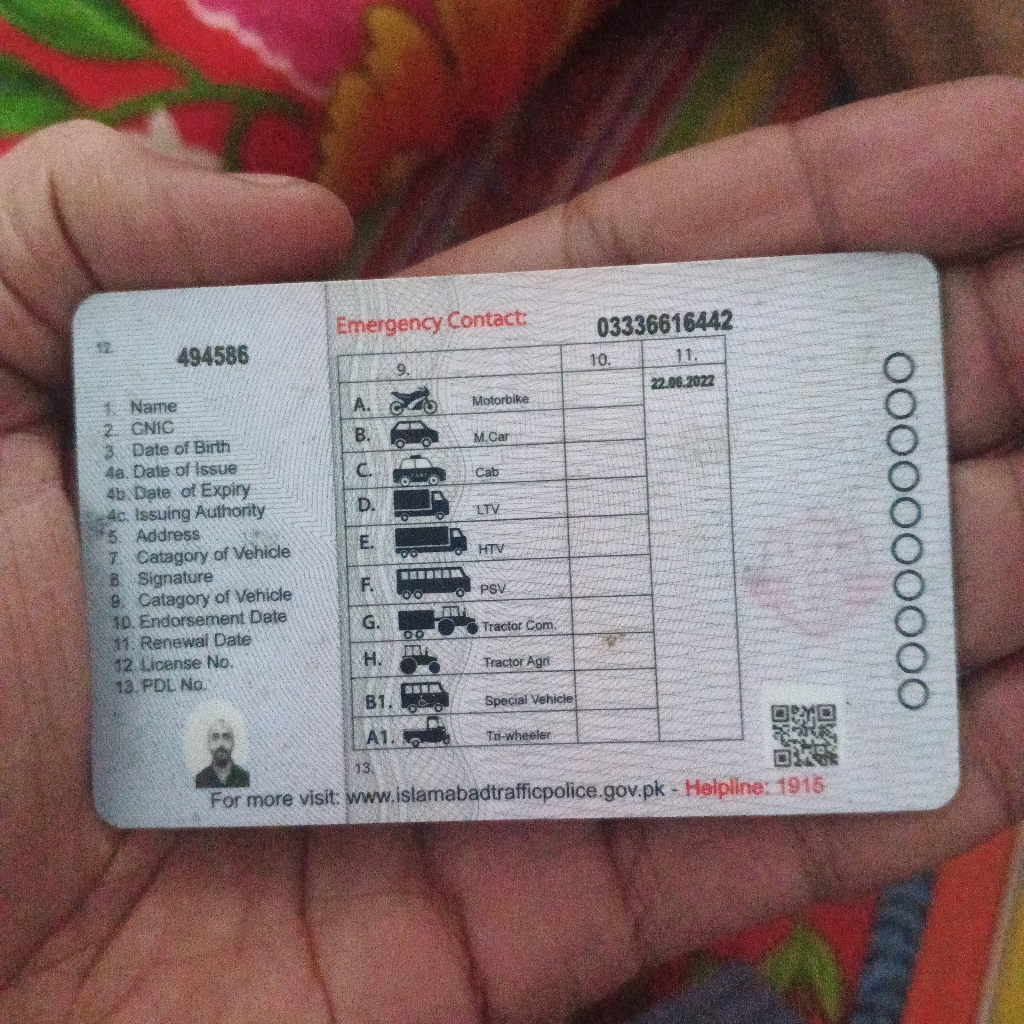 12. 494586
1. Name
2. CNIC
3. Date of Birth
4a. Date of Issue
4b. Date of Expiry
4c. Issuing Authority
5. Address
7. Catagory of Vehicle
8. Signature
9. Catagory of Vehicle
10. Endorsement Date
11. Renewal Date
12. License No.
13. PDL No.
Emergency Contact: 03336616442
9. 10. 11.
A. Motorbike 22.06.2022
B. M.Car
C. Cab
D. LTV
E. HTV
F. PSV
G. Tractor Com.
H. Tractor Agri
B1. Special Vehicle
A1. Tri-wheeler
13.
For more visit: www.islamabadtrafficpolice.gov.pk - Helpline: 1915